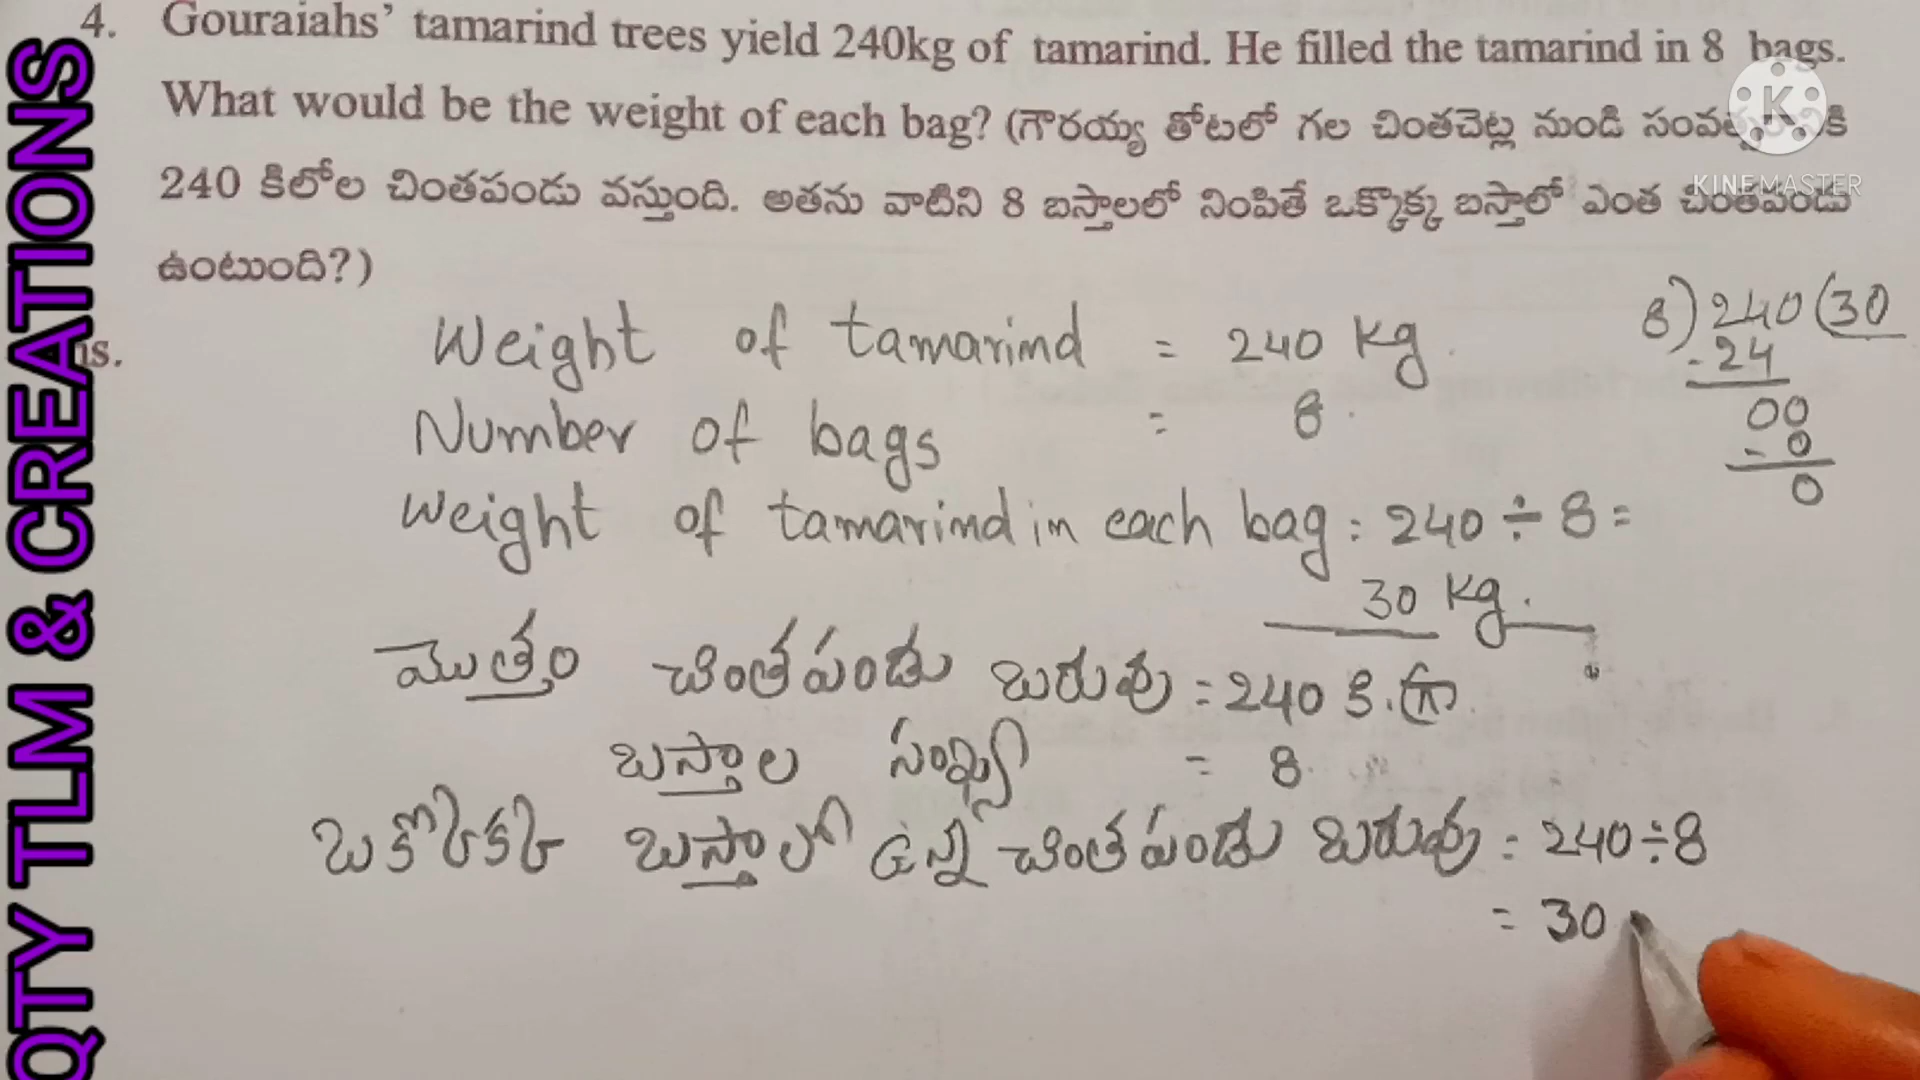 QTY TLM & CREATIONS
4. Gouraiahs’ tamarind trees yield 240kg of tamarind. He filled the tamarind in 8 bags.
What would be the weight of each bag? (గౌరయ్య తోటలో గల చింతచెట్ల నుండి
KINEMASTER
240 కిలోల చింతపండు వస్తుంది. అతను వాటిని 8 బస్తాలలో నింపితే ఒక్కొక్క బస్తాలో ఎంత చింతపండు
ఉంటుంది?)
8) 240 (30
- 24
00
- 0
0
Weight of tamarind = 240 kg
Number of bags = 8
Weight of tamarind in each bag = 240 ÷ 8 =
30 kg.
మొత్తం చింతపండు బరువు = 240 కి.గ్రా
బస్తాల సంఖ్య = 8
ఒకొక్క బస్తాలో ఉన్న చింతపండు బరువు = 240 ÷ 8
= 30